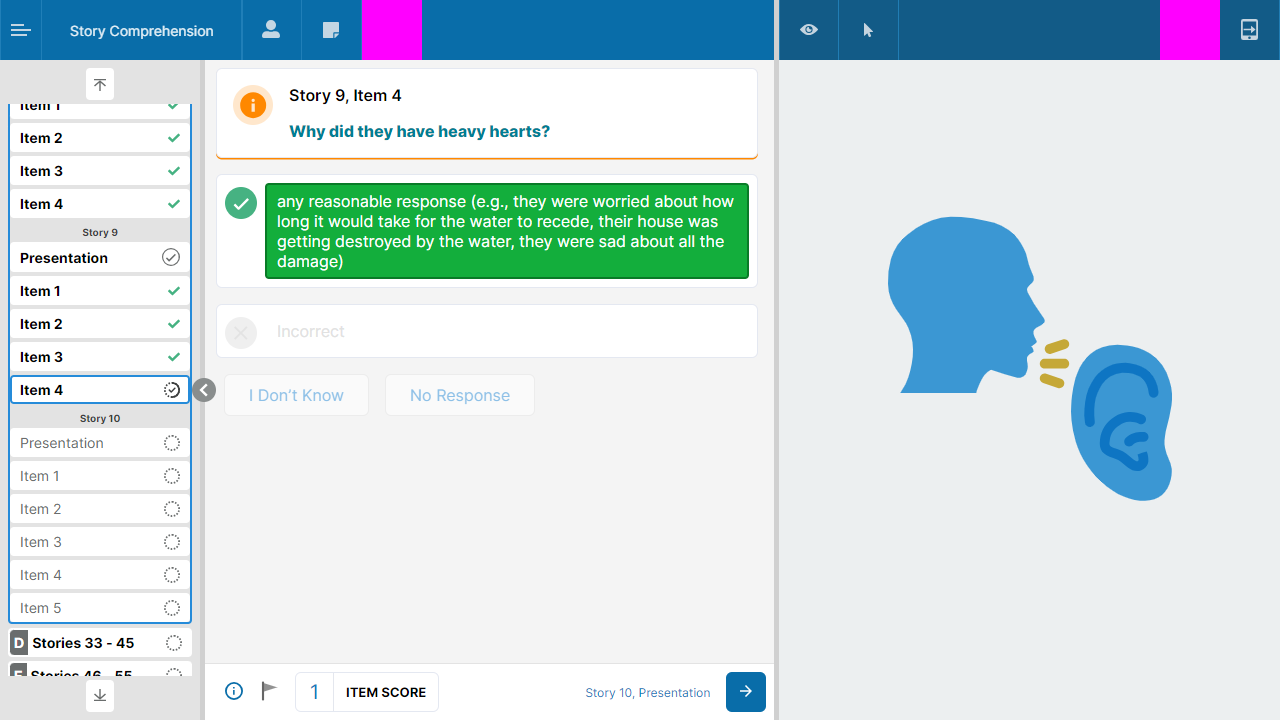 Story Comprehension
Item 1
Item 2
Item 3
Item 4
Story 9
Presentation
Item 1
Item 2
Item 3
Item 4
Story 10
Presentation
Item 1
Item 2
Item 3
Item 4
Item 5
D Stories 33 - 45
E Stories 46 - 55
Story 9, Item 4
Why did they have heavy hearts?
any reasonable response (e.g., they were worried about how
long it would take for the water to recede, their house was
getting destroyed by the water, they were sad about all the
damage)
Incorrect
I Don't Know
No Response
1 ITEM SCORE
Story 10, Presentation